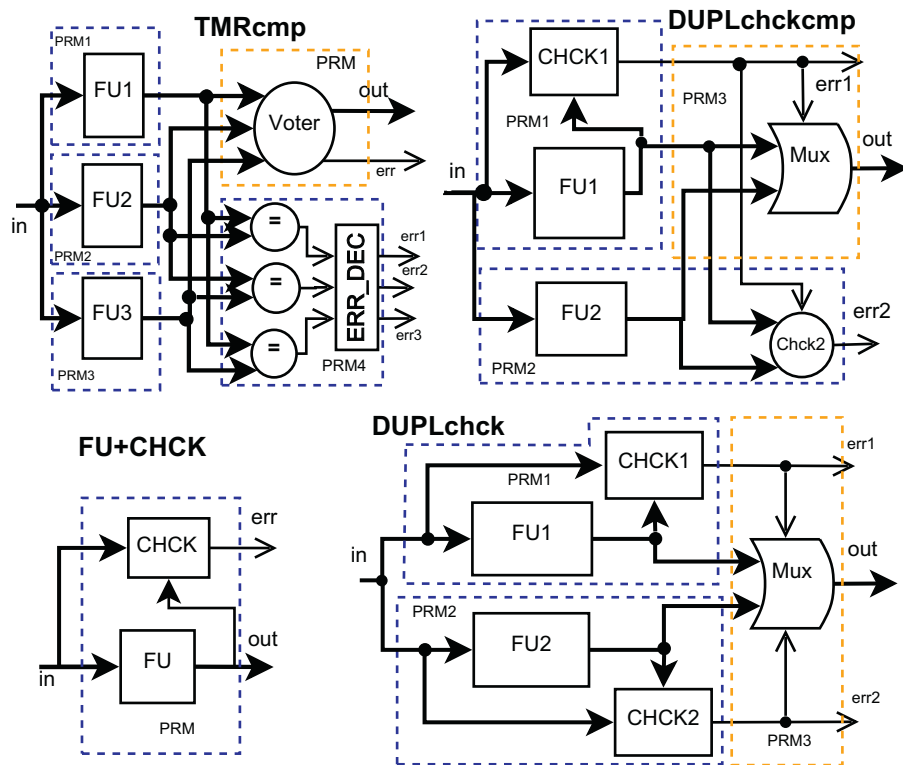 TMRcmp
PRM1
FU1
PRM
out
Voter
err
in
FU2
PRM2
FU3
PRM3
=
=
=
ERR_DEC
err1
err2
err3
PRM4
DUPLchckcmp
CHCK1
err1
PRM3
PRM1
Mux
out
in
FU1
FU2
Chck2
err2
PRM2
FU+CHCK
err
CHCK
out
FU
in
PRM
DUPLchck
CHCK1
err1
PRM1
FU1
in
Mux
out
PRM2
FU2
CHCK2
err2
PRM3